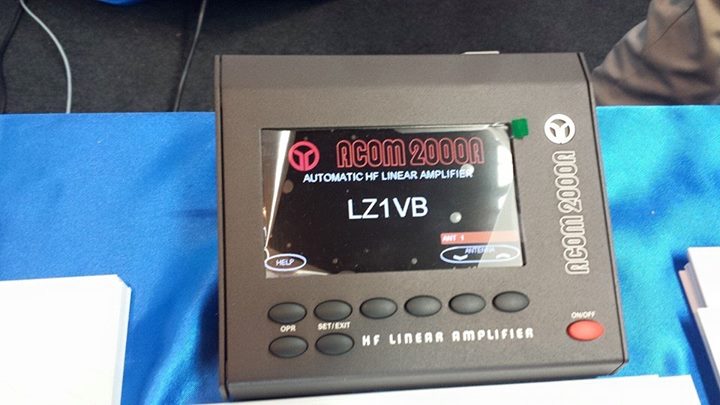 ACOM 2000A
AUTOMATIC HF LINEAR AMPLIFIER
LZ1VB
ANT 1
ANTENNA
HELP
ACOM 2000A
OPR
SET/EXIT
ON/OFF
HF LINEAR AMPLIFIER